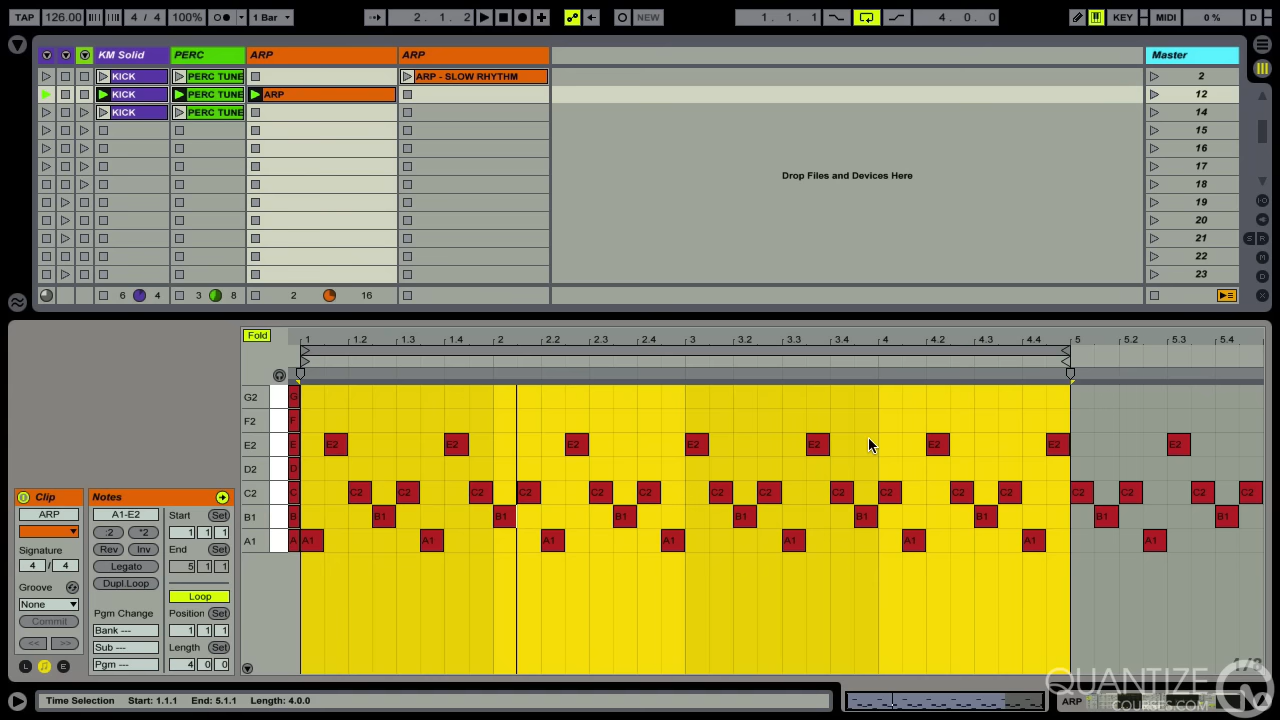 TAP 126.00 4 / 4 100% 1 Bar 2. 1. 2 NEW 1. 1. 1 4. 0. 0 KEY MIDI 0 % D
KM Solid PERC ARP ARP Master
KICK PERC TUNE ARP - SLOW RHYTHM 2
KICK PERC TUNE ARP 12
KICK PERC TUNE 14
15
16
17
Drop Files and Devices Here
18
19
20
21 S R
22 M
23 D
6 4 3 8 2 16
Fold 1 1.2 1.3 1.4 2 2.2 2.3 2.4 3 3.2 3.3 3.4 4 4.2 4.3 4.4 5 5.2 5.3 5.4
G2 G
F2 F
E2 E E2 E2 E2 E2 E2 E2 E2 E2
D2 D
C2 C C2 C2 C2 C2 C2 C2 C2 C2 C2 C2 C2 C2 C2 C2 C2 C2 C2 C2
B1 B B1 B1 B1 B1 B1 B1 B1 B1
A1 A A1 A1 A1 A1 A1 A1 A1 A1
Clip Notes
ARP A1-E2 Start Set
:2 *2 1 1 1
Signature Rev Inv End Set
4 / 4 Legato 5 1 1
Groove Dupl.Loop
None Loop
Commit Pgm Change Position Set
Bank --- 1 1 1
<< >> Sub --- Length Set
L E Pgm --- 4 0 0
1/8
QUANTIZE
COURSES.COM
Time Selection Start: 1.1.1 End: 5.1.1 Length: 4.0.0 ARP